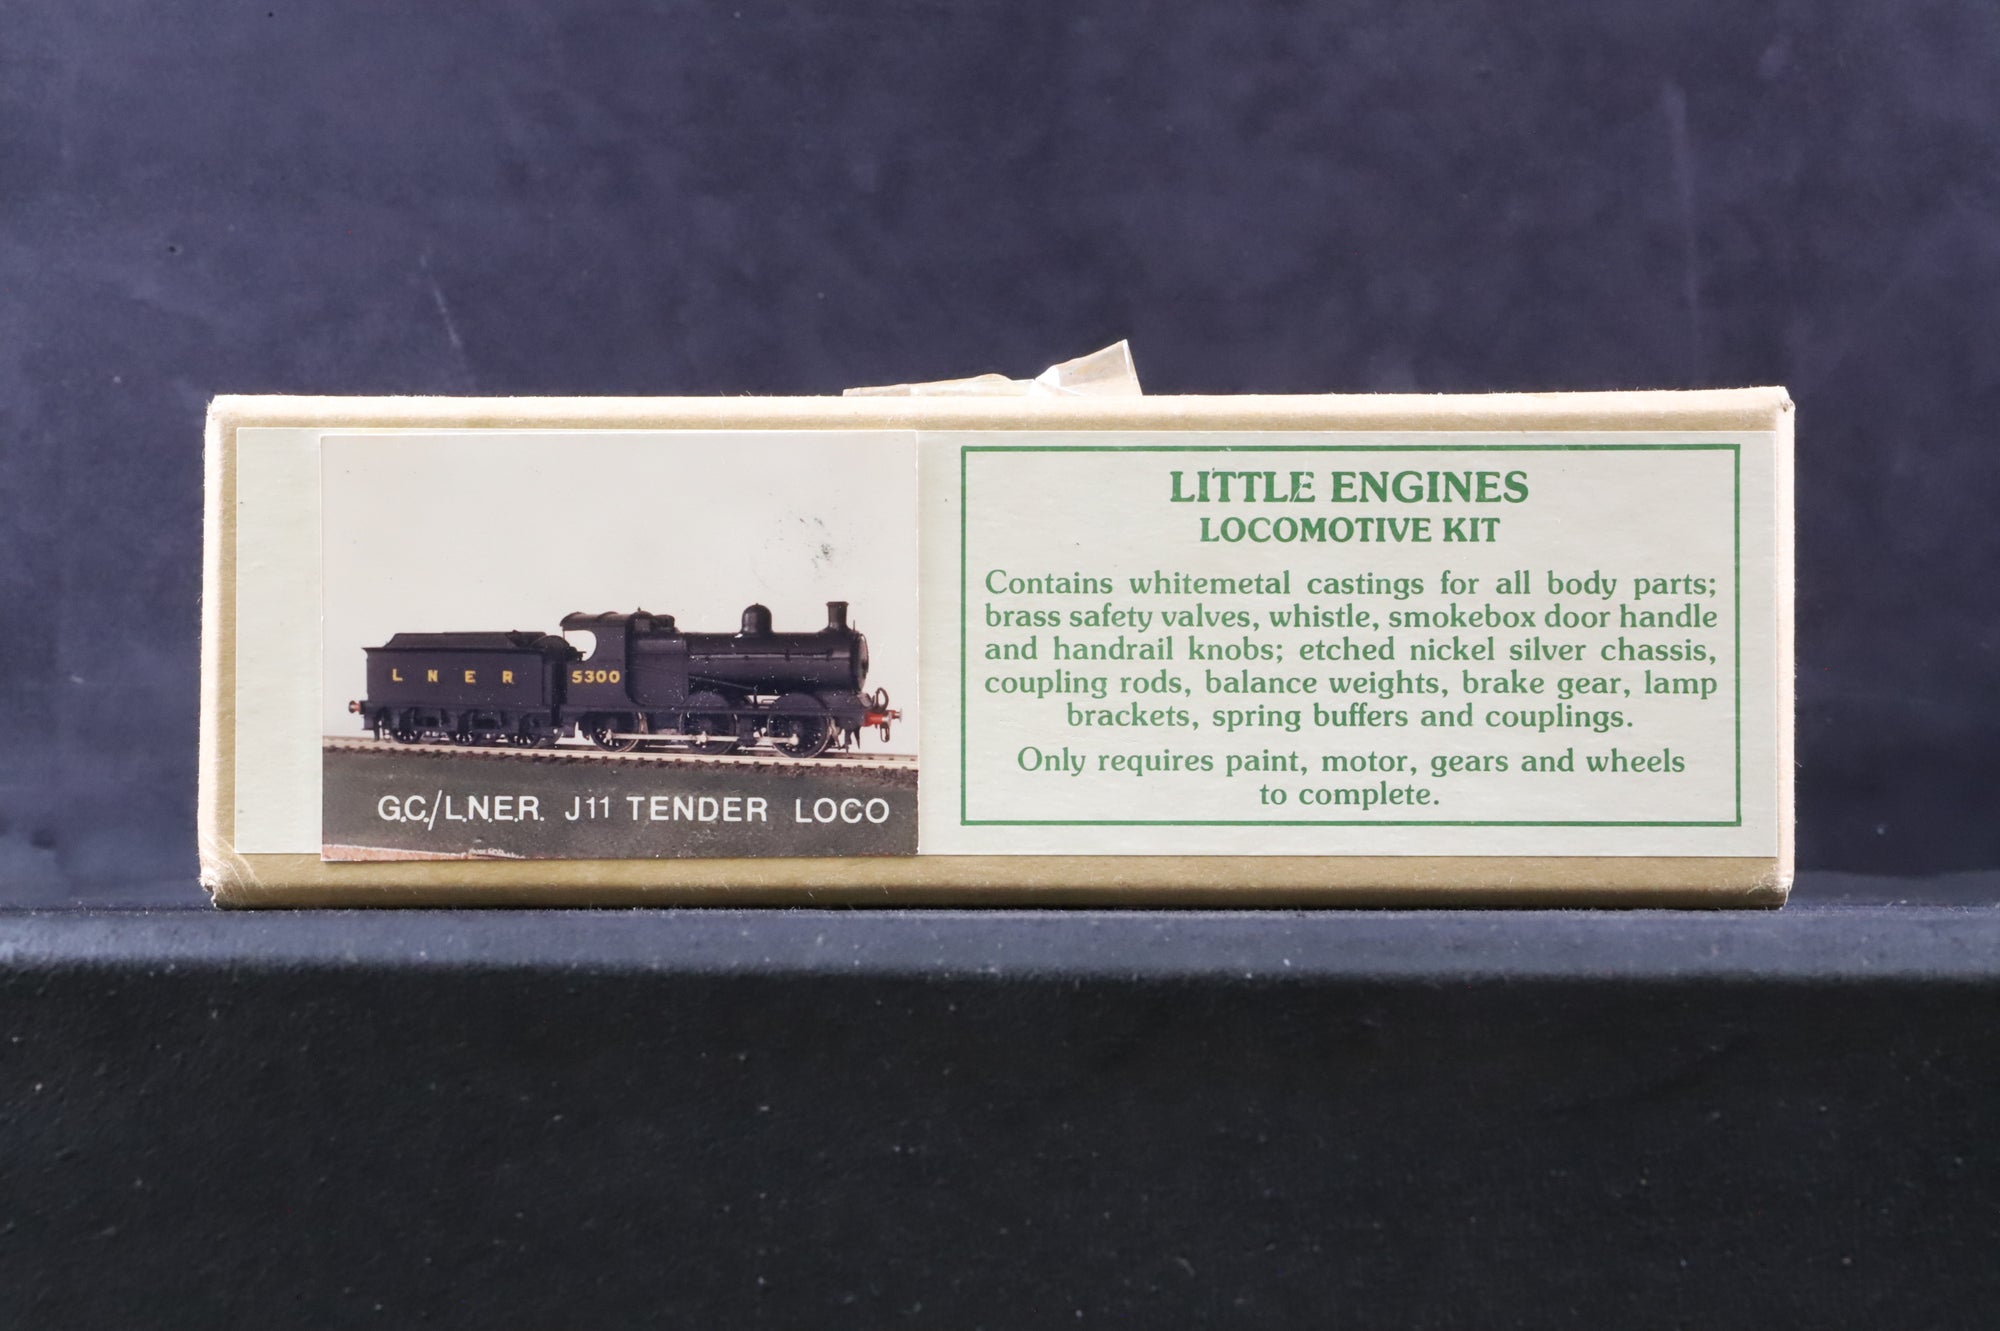 L N E R 5300
G.C./L.N.E.R. J11 TENDER LOCO
LITTLE ENGINES
LOCOMOTIVE KIT
Contains whitemetal castings for all body parts;
brass safety valves, whistle, smokebox door handle
and handrail knobs; etched nickel silver chassis,
coupling rods, balance weights, brake gear, lamp
brackets, spring buffers and couplings.
Only requires paint, motor, gears and wheels
to complete.